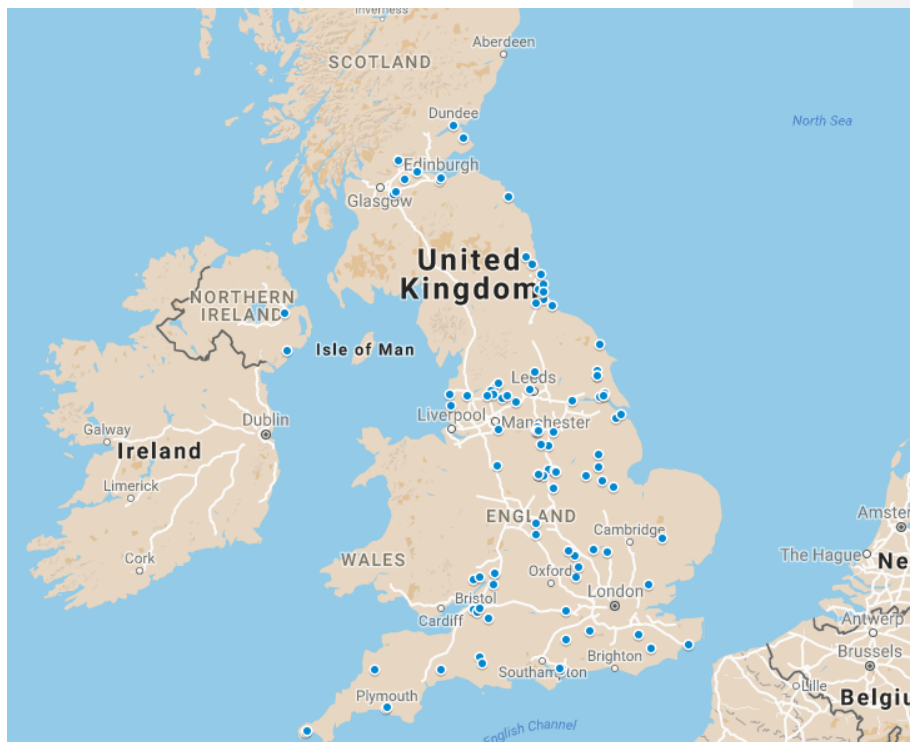 Inverness
Aberdeen
SCOTLAND
North Sea
Dundee
Edinburgh
Glasgow
United
Kingdom
NORTHERN
IRELAND
Isle of Man
Leeds
Liverpool
Manchester
Dublin
Galway
Ireland
Limerick
ENGLAND
Cambridge
Amster
The Hague
Ne
Cork
WALES
Oxford
London
Bristol
Cardiff
Antwerp
Brussels
Southampton
Brighton
Lille
Plymouth
Belgiu
English Channel